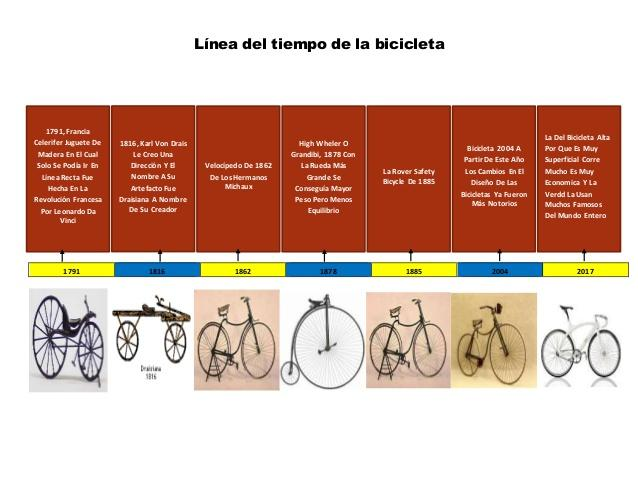 Línea del tiempo de la bicicleta
1791, Francia
Celerifer Juguete De
Madera En El Cual
Solo Se Podía Ir En
Línea Recta Fue
Hecha En La
Revolución Francesa
Por Leonardo Da
Vinci
1816, Karl Von Drais
Le Creo Una
Dirección Y El
Nombre A Su
Artefacto Fue
Draisiana A Nombre
De Su Creador
Velocipedo De 1862
De Los Hermanos
Michaux
High Wheler O
Grandibi, 1878 Con
La Rueda Más
Grande Se
Conseguía Mayor
Peso Pero Menos
Equilibrio
La Rover Safety
Bicycle De 1885
Bicicleta 2004 A
Partir De Este Año
Los Cambios En El
Diseño De Las
Bicicletas Ya Fueron
Más Notorios
La Del Bicicleta Alta
Por Que Es Muy
Superficial Corre
Mucho Es Muy
Economica Y La
Verdd La Usan
Muchos Famosos
Del Mundo Entero
1791
1816
1862
1878
1885
2004
2017
Draisiana
1816